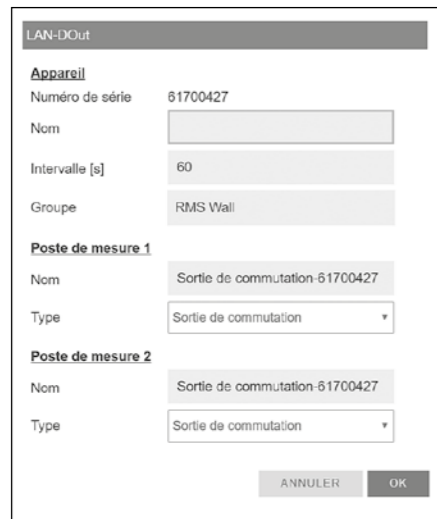 LAN-DOut
Appareil
Numéro de série 61700427
Nom
Intervalle [s] 60
Groupe RMS Wall
Poste de mesure 1
Nom Sortie de commutation-61700427
Type Sortie de commutation
Poste de mesure 2
Nom Sortie de commutation-61700427
Type Sortie de commutation
ANNULER OK